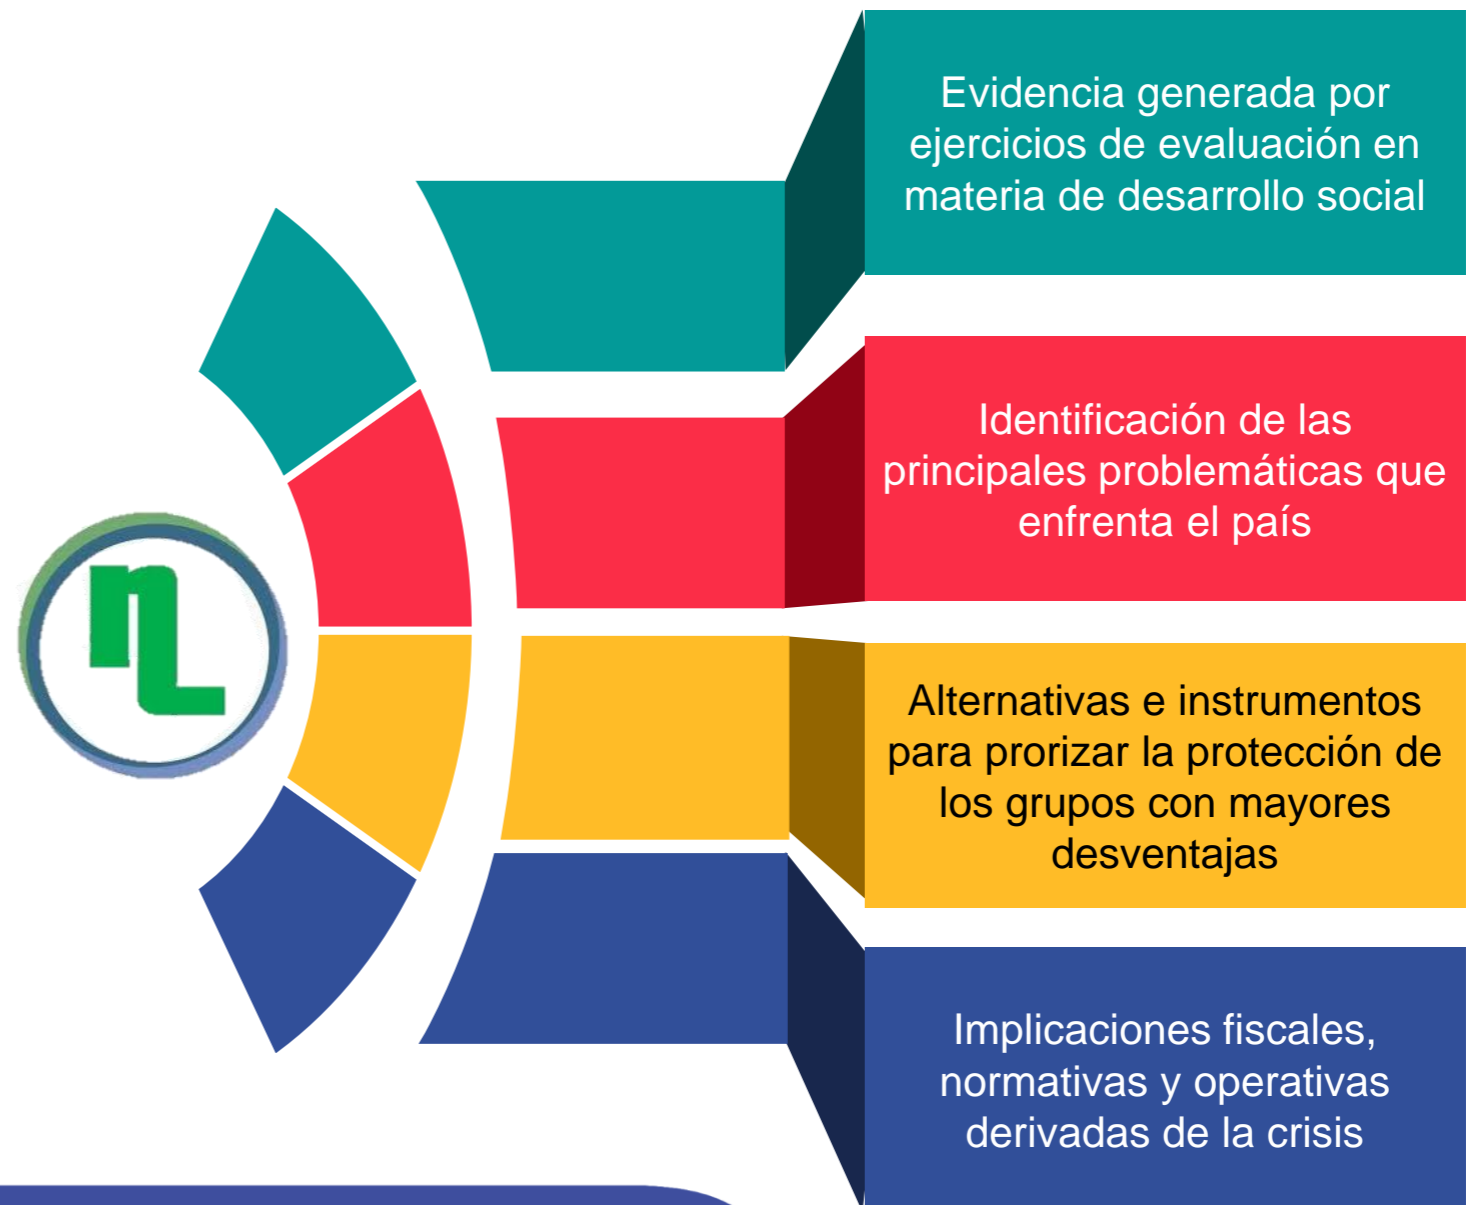 nL
Evidencia generada por
ejercicios de evaluación en
materia de desarrollo social
Identificación de las
principales problemáticas que
enfrenta el país
Alternativas e instrumentos
para prorizar la protección de
los grupos con mayores
desventajas
Implicaciones fiscales,
normativas y operativas
derivadas de la crisis